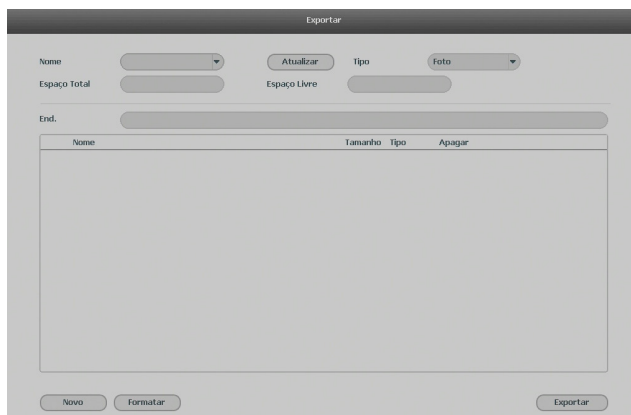 Exportar
Nome Atualizar Tipo Foto
Espaço Total Espaço Livre
End.
Nome Tamanho Tipo Apagar
Novo Formatar Exportar